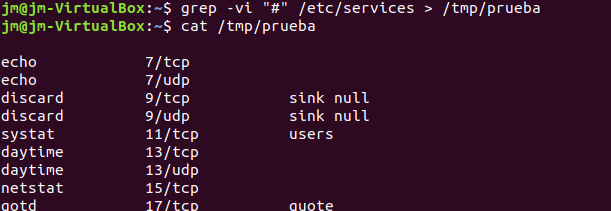 jm@jm-VirtualBox:~$ grep -vi "#" /etc/services > /tmp/prueba
jm@jm-VirtualBox:~$ cat /tmp/prueba
echo 7/tcp
echo 7/udp
discard 9/tcp sink null
discard 9/udp sink null
systat 11/tcp users
daytime 13/tcp
daytime 13/udp
netstat 15/tcp
qotd 17/tcp quote